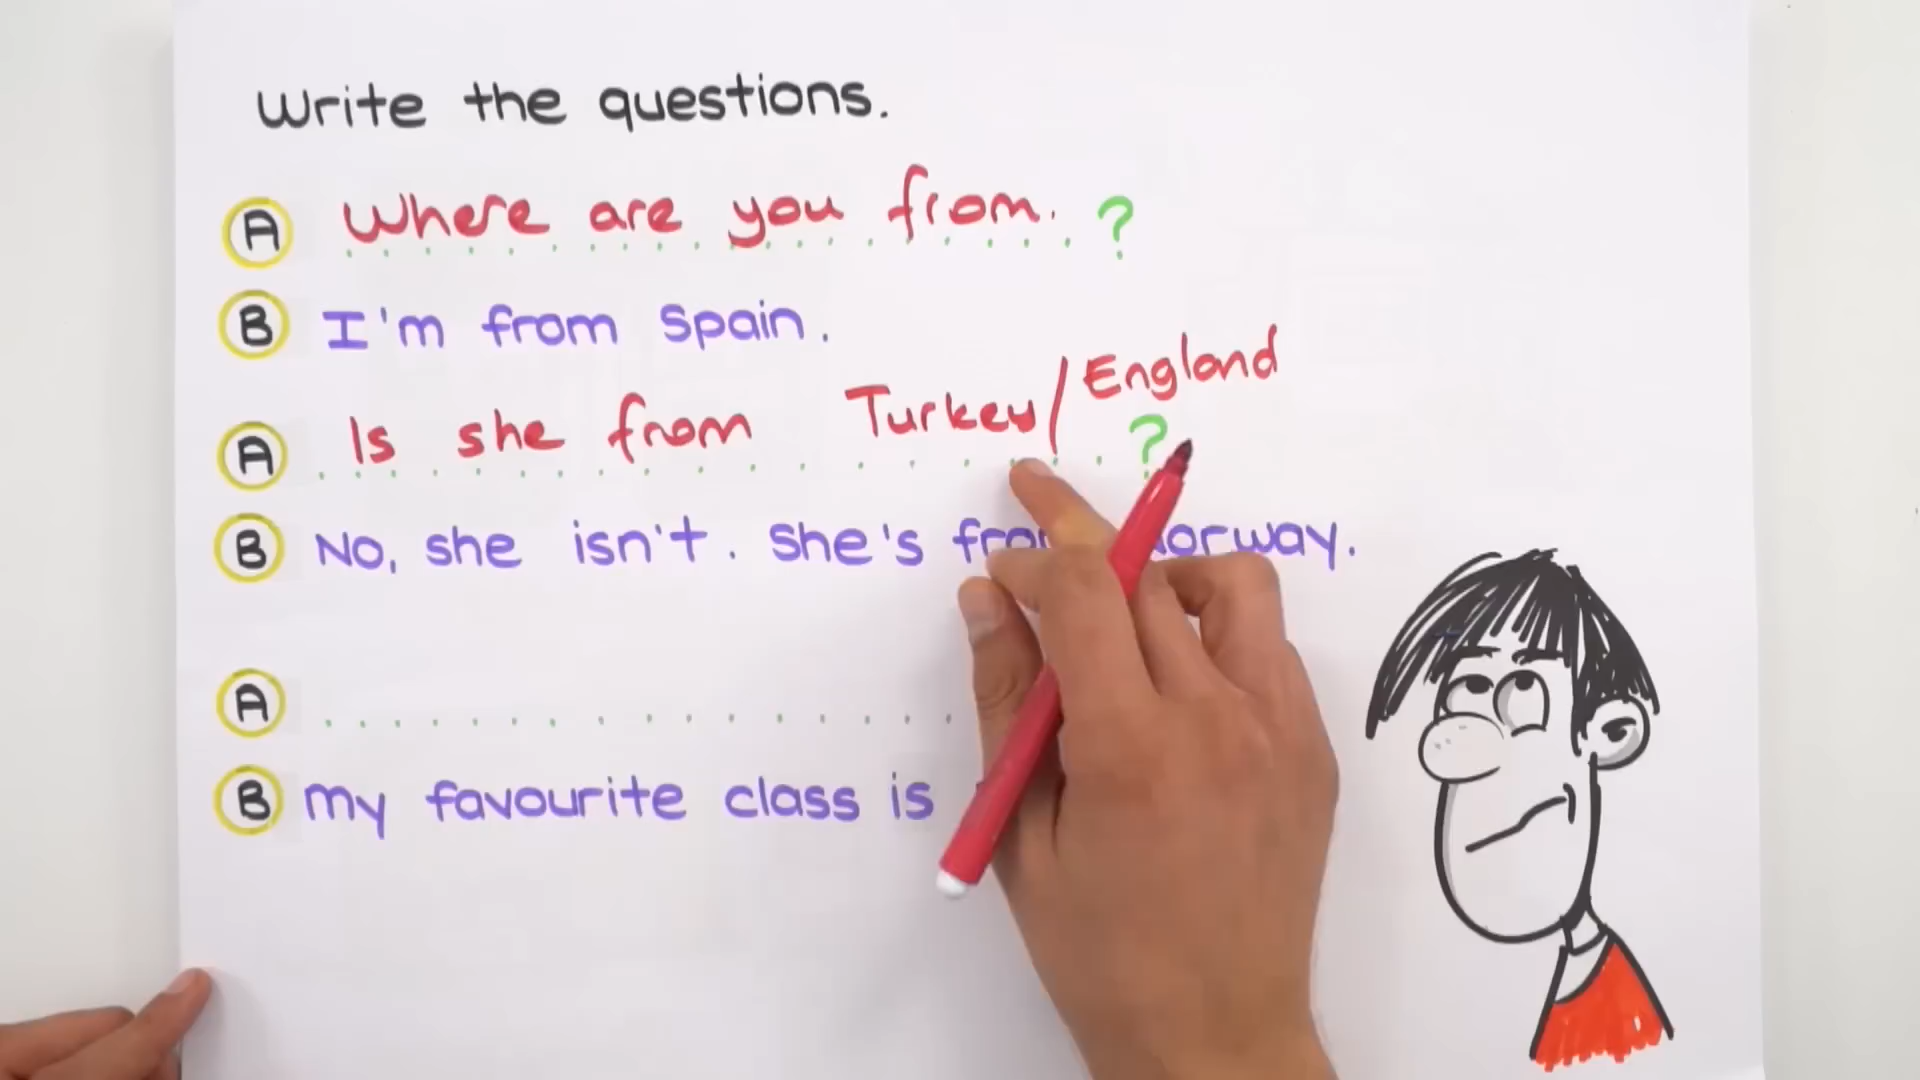 Write the questions.
A Where are you from. ?
B I'm from Spain.
A Is she from Turkey/England ?
B No, she isn't. She's from Norway.
A
B my favourite class is